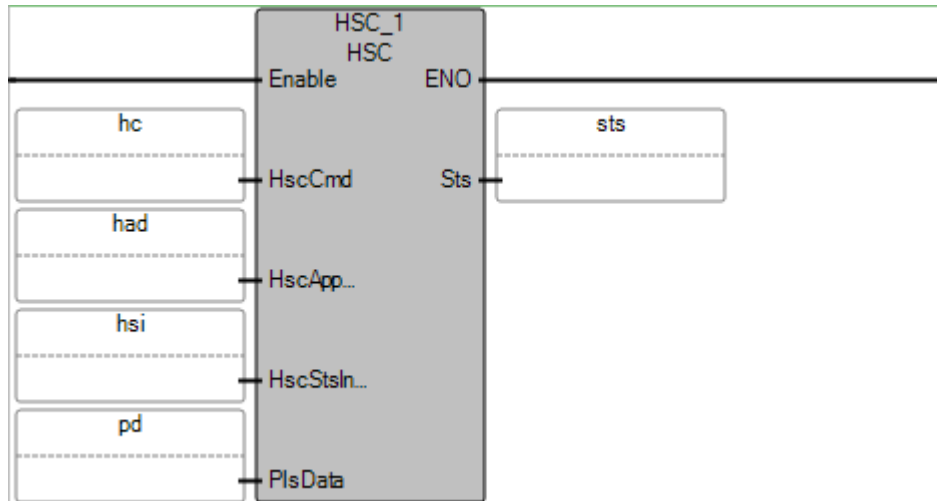 HSC_1
HSC
Enable ENO
hc sts
HscCmd Sts
had
HscApp...
hsi
HscStsIn...
pd
PlsData